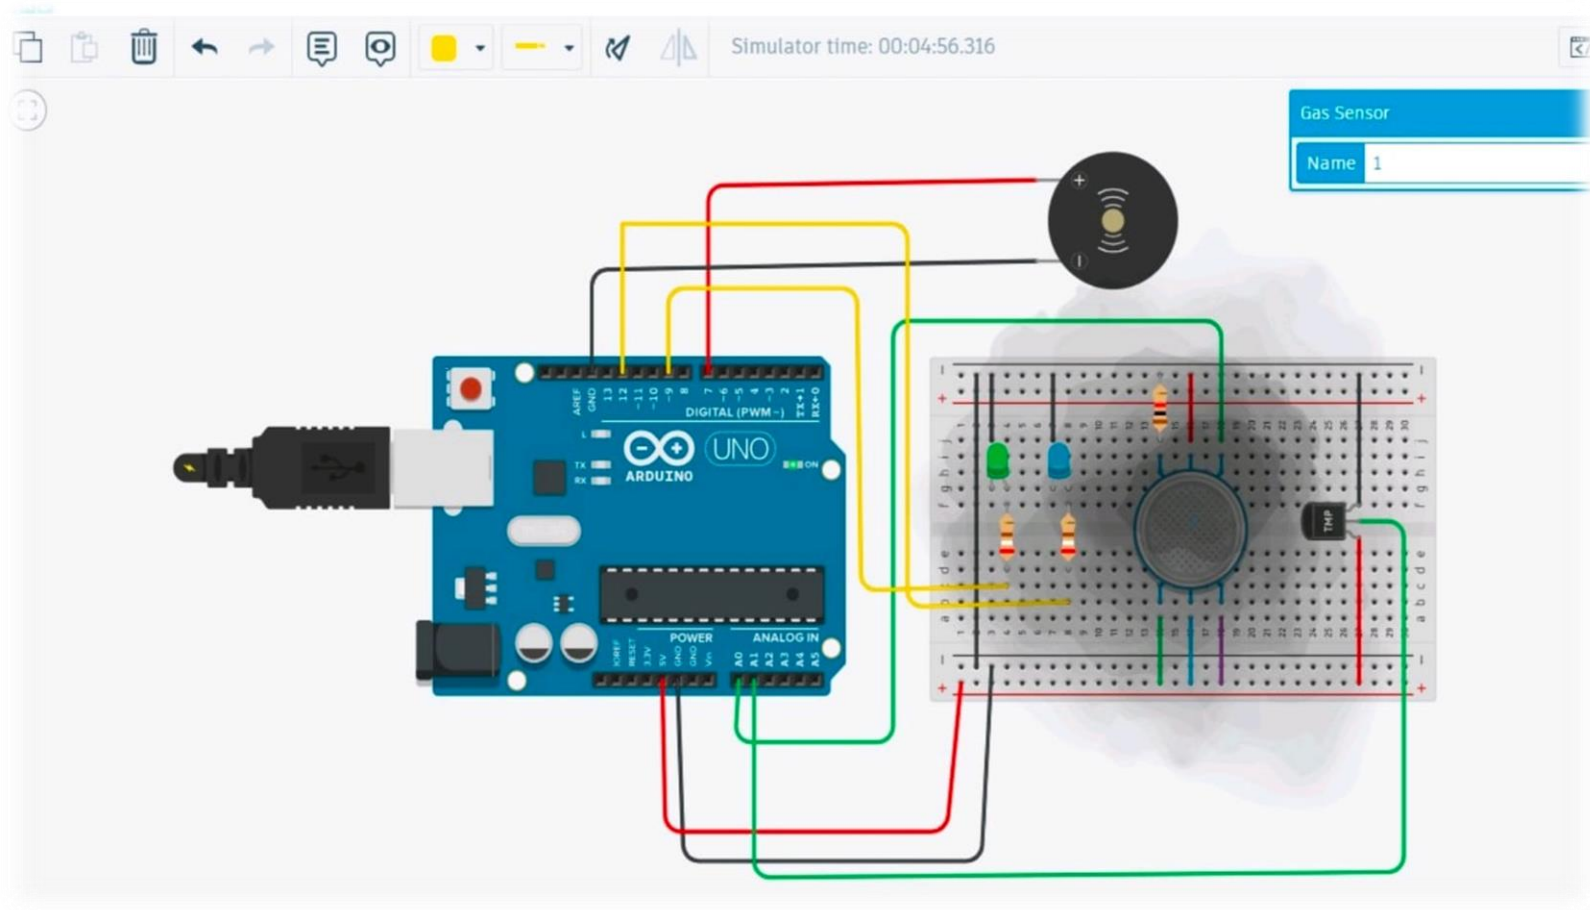 Simulator time: 00:04:56.316
Gas Sensor
Name 1
+
-
AREF
GND
13
12
~11
~10
~9
8
7
~6
~5
4
~3
2
TX→1
RX←0
DIGITAL (PWM~)
L
TX
RX
UNO
ARDUINO
ON
TMP
POWER
ANALOG IN
IOREF
RESET
3.3V
5V
GND
GND
Vin
A0
A1
A2
A3
A4
A5